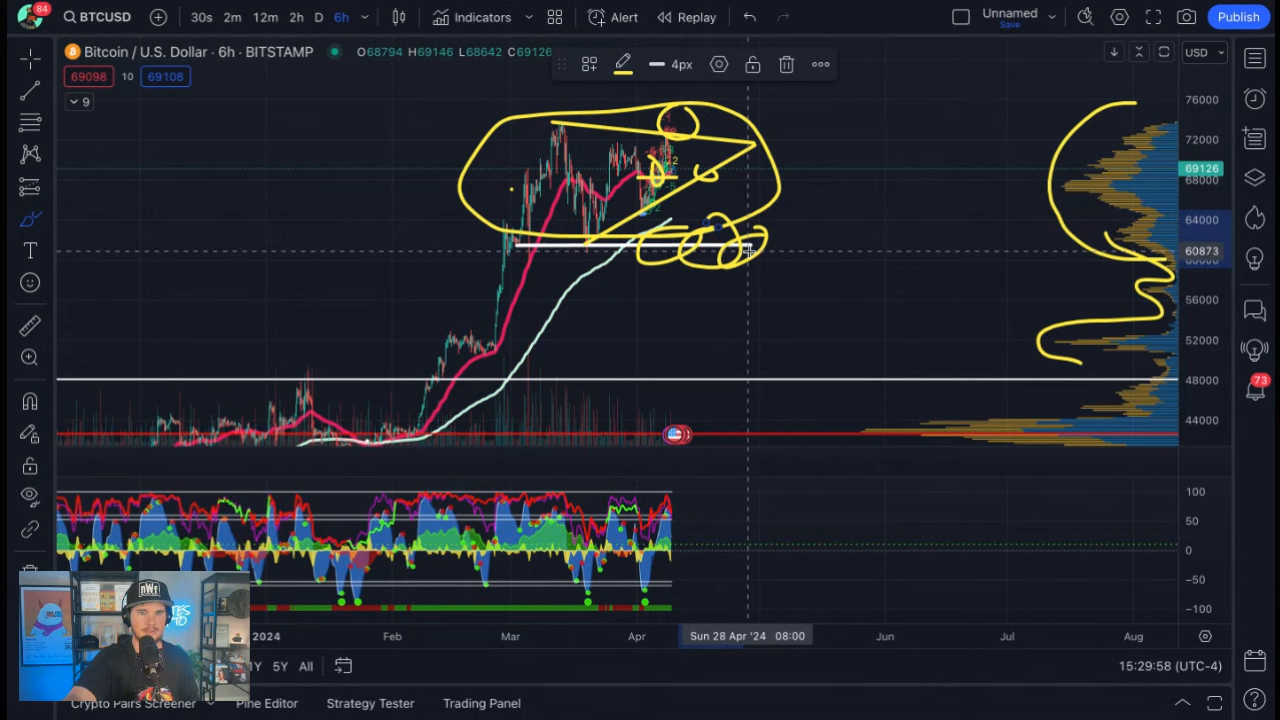 84
BTCUSD
30s 2m 12m 2h D 6h
Indicators
Alert
Replay
Unnamed
Save
Publish
Bitcoin / U.S. Dollar · 6h · BITSTAMP
O68794 H69146 L68642 C69126
4px
USD
69098 10 69108
9
76000
72000
69126
68000
64000
60873
60000
56000
52000
48000
44000
73
100
50
0
−50
−100
2024
Feb
Mar
Apr
Sun 28 Apr '24 08:00
Jun
Jul
Aug
5Y
All
15:29:58 (UTC-4)
Crypto Pairs Screener
Pine Editor
Strategy Tester
Trading Panel